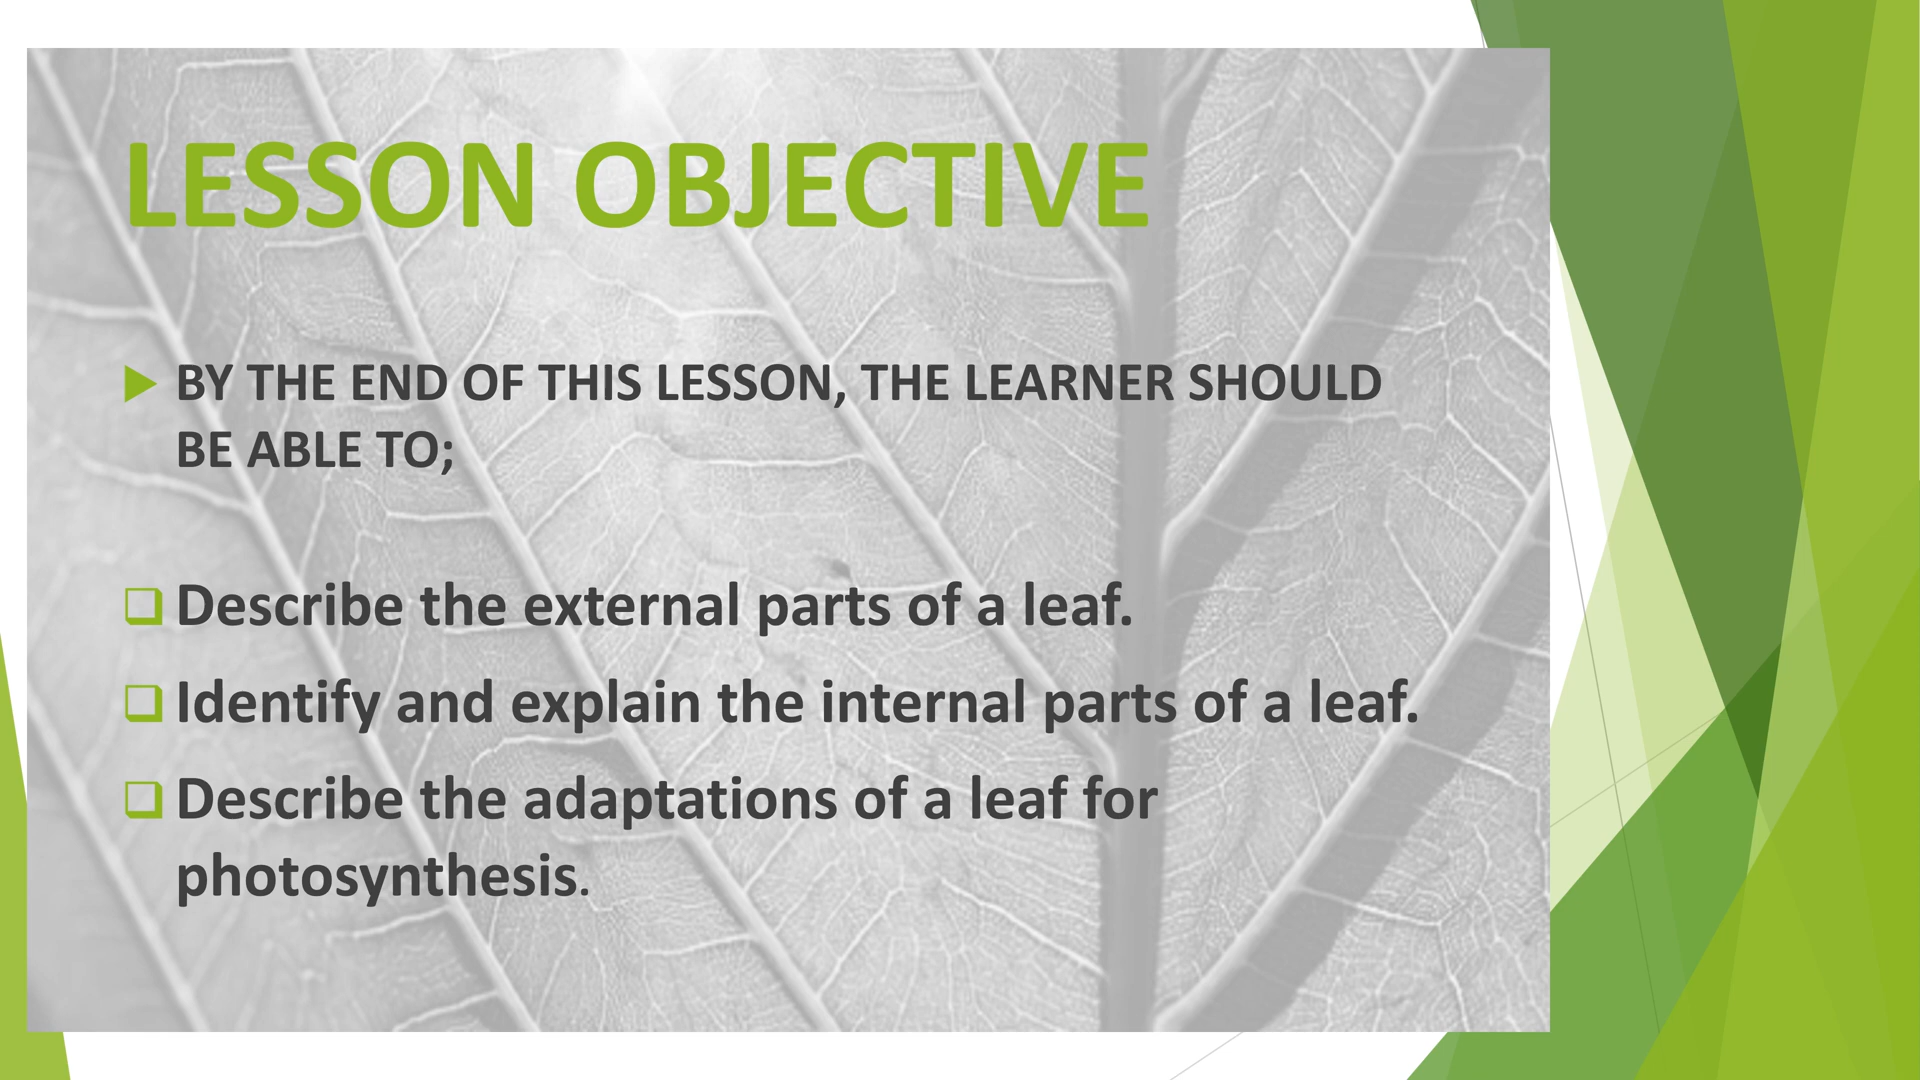 LESSON OBJECTIVE
BY THE END OF THIS LESSON, THE LEARNER SHOULD
BE ABLE TO;
Describe the external parts of a leaf.
Identify and explain the internal parts of a leaf.
Describe the adaptations of a leaf for
photosynthesis.